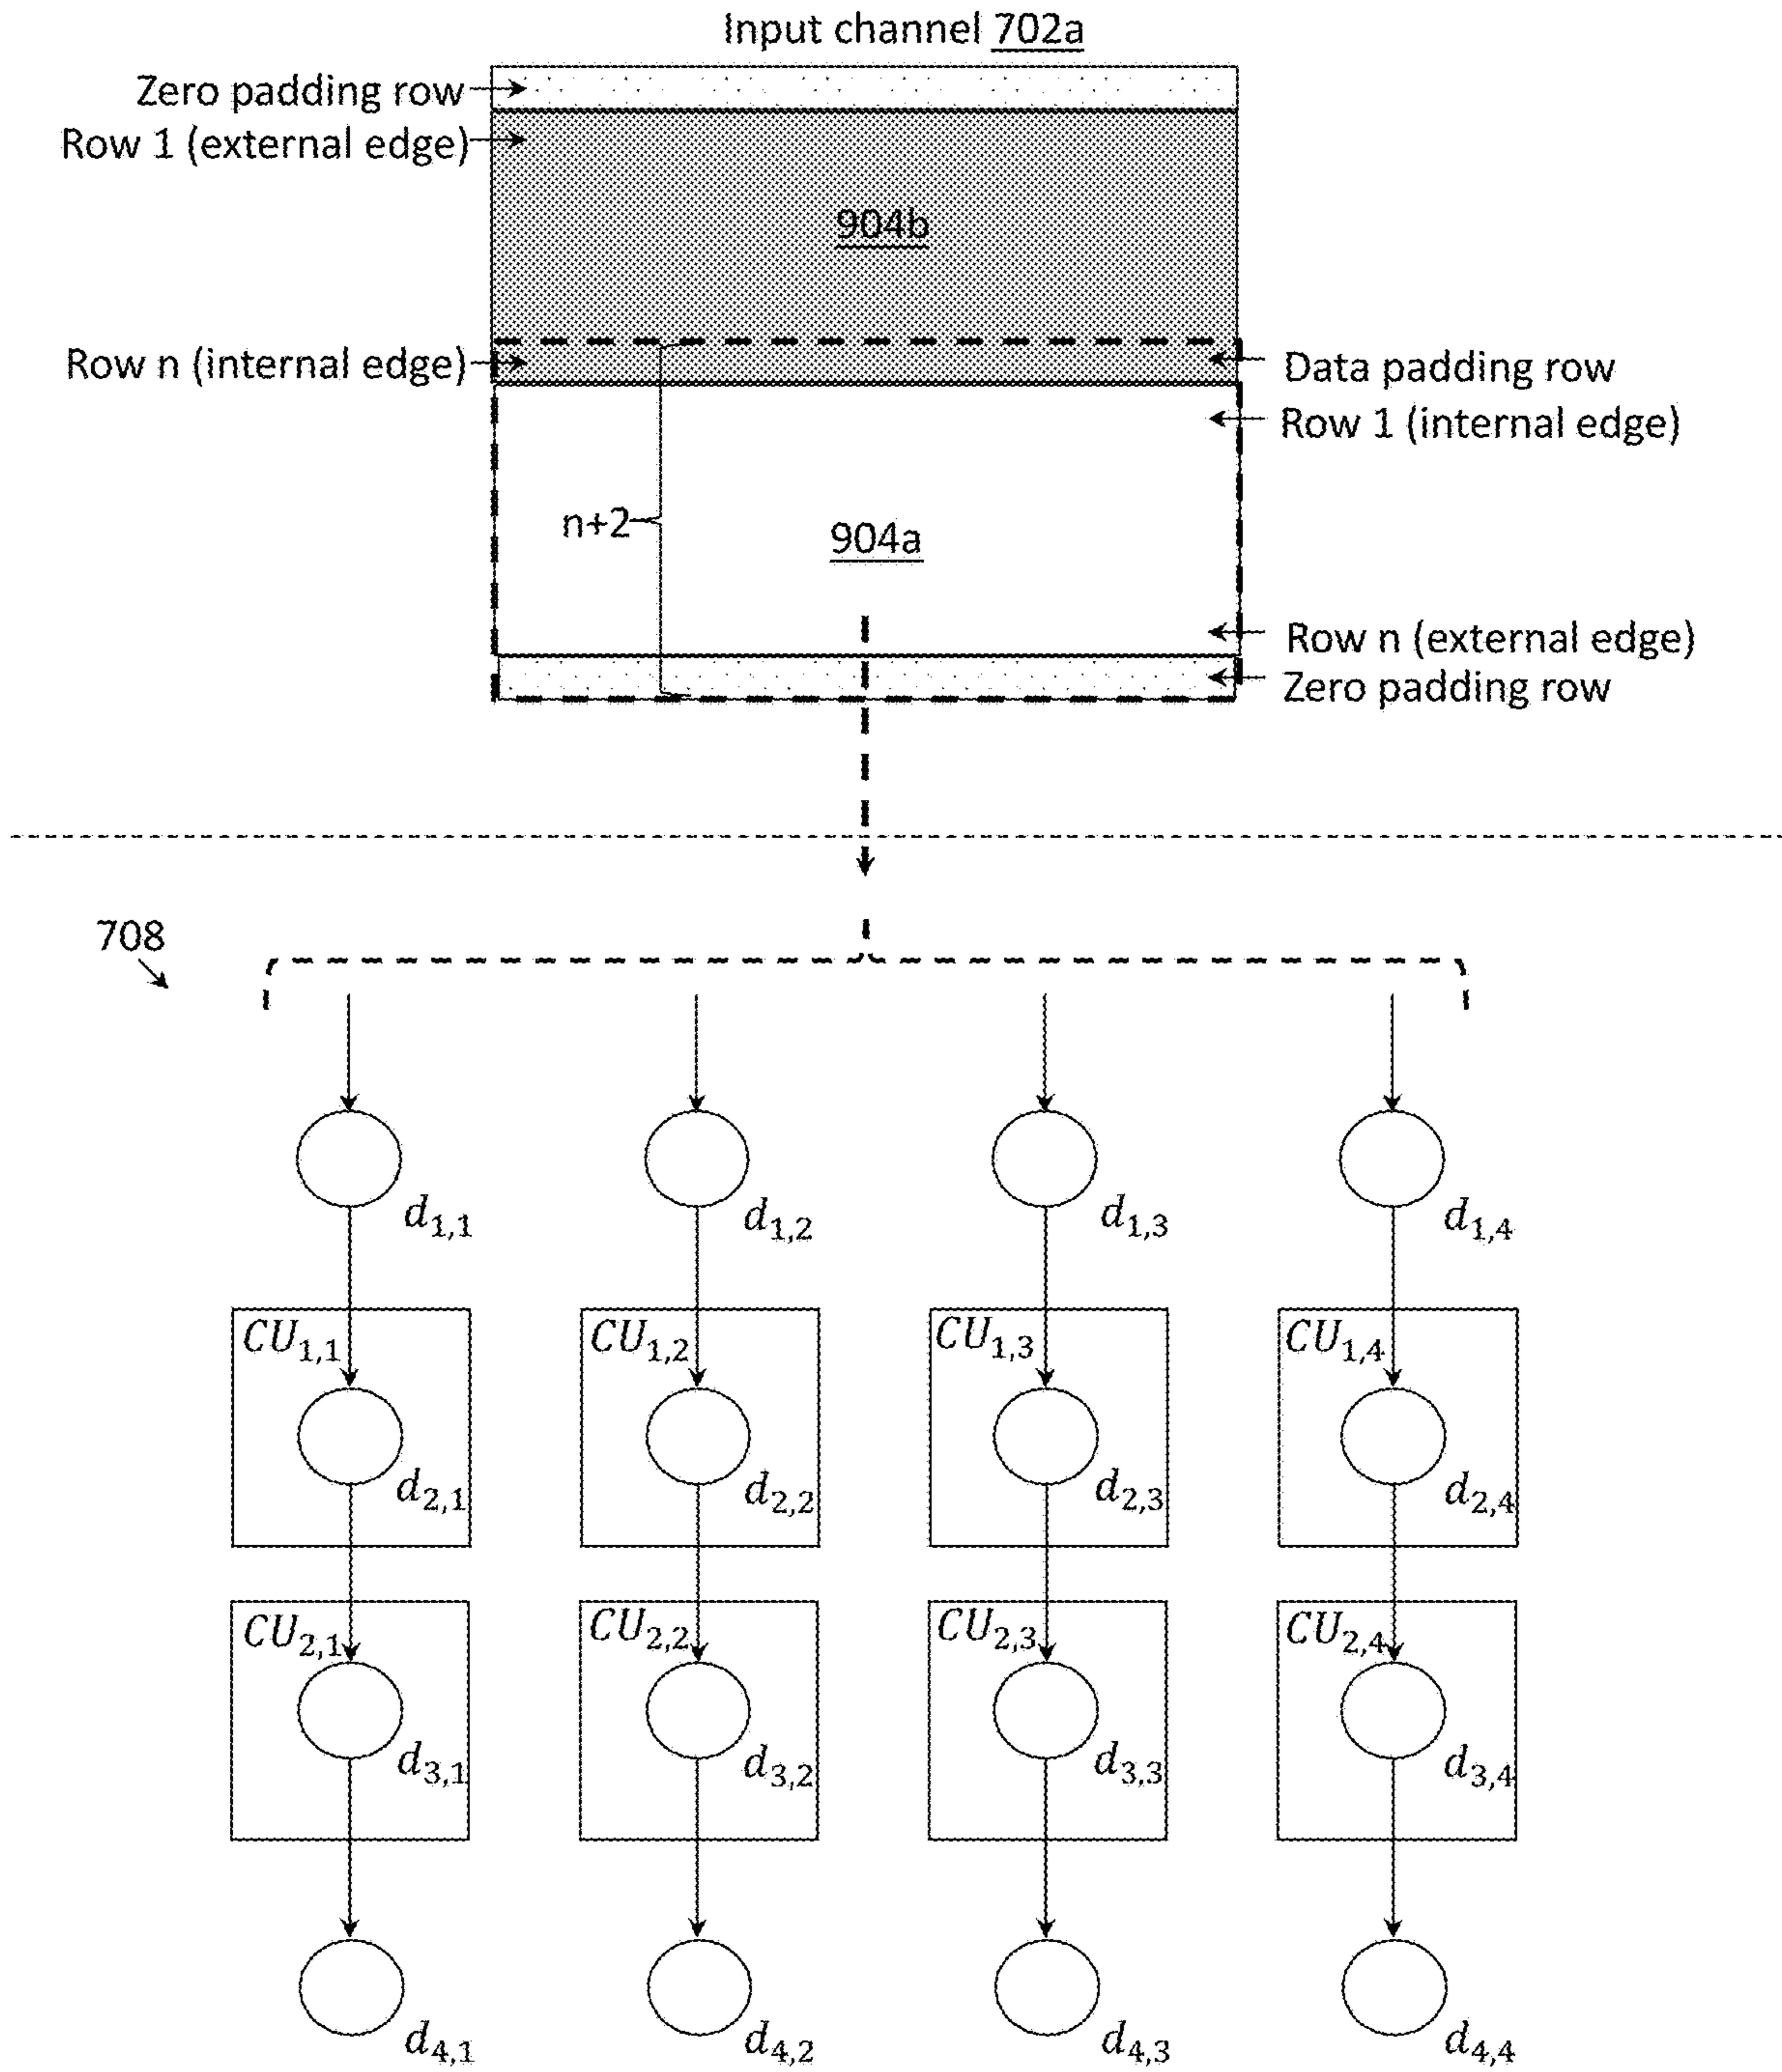 Input channel 702a
Zero padding row
Row 1 (external edge)
904b
Row n (internal edge)
Data padding row
Row 1 (internal edge)
n+2
904a
Row n (external edge)
Zero padding row
708
d1,1 d1,2 d1,3 d1,4
CU1,1 CU1,2 CU1,3 CU1,4
d2,1 d2,2 d2,3 d2,4
CU2,1 CU2,2 CU2,3 CU2,4
d3,1 d3,2 d3,3 d3,4
d4,1 d4,2 d4,3 d4,4